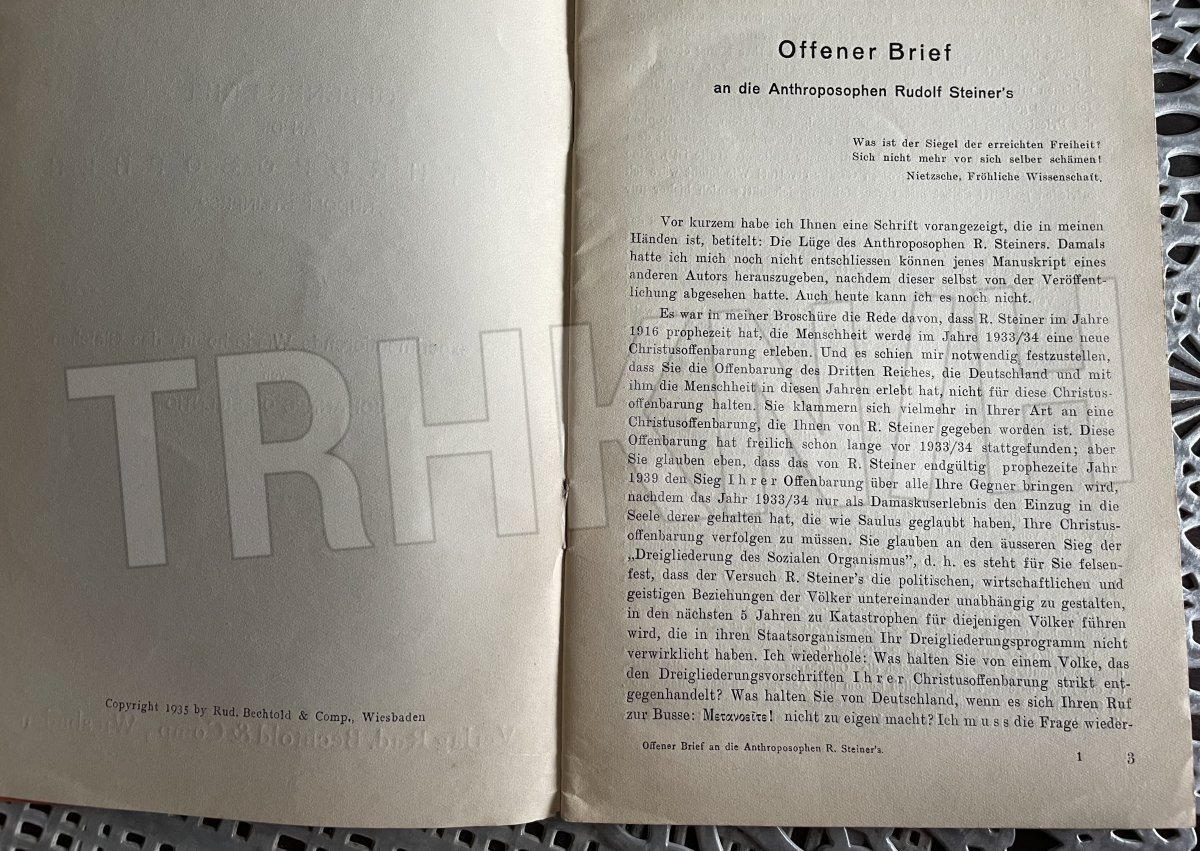 Copyright 1935 by Rud. Bechtold & Comp., Wiesbaden
Offener Brief
an die Anthroposophen Rudolf Steiner's
Was ist der Siegel der erreichten Freiheit?
Sich nicht mehr vor sich selber schämen!
Nietzsche, Fröhliche Wissenschaft.
Vor kurzem habe ich Ihnen eine Schrift vorangezeigt, die in meinen
Händen ist, betitelt: Die Lüge des Anthroposophen R. Steiners. Damals
hatte ich mich noch nicht entschliessen können jenes Manuskript eines
anderen Autors herauszugeben, nachdem dieser selbst von der Veröffent-
lichung abgesehen hatte. Auch heute kann ich es noch nicht.
Es war in meiner Broschüre die Rede davon, dass R. Steiner im Jahre
1916 prophezeit hat, die Menschheit werde im Jahre 1933/34 eine neue
Christusoffenbarung erleben. Und es schien mir notwendig festzustellen,
dass Sie die Offenbarung des Dritten Reiches, die Deutschland und mit
ihm die Menschheit in diesen Jahren erlebt hat, nicht für diese Christus-
offenbarung halten. Sie klammern sich vielmehr in Ihrer Art an eine
Christusoffenbarung, die Ihnen von R. Steiner gegeben worden ist. Diese
Offenbarung hat freilich schon lange vor 1933/34 stattgefunden; aber
Sie glauben eben, dass das von R. Steiner endgültig prophezeite Jahr
1939 den Sieg Ihrer Offenbarung über alle Ihre Gegner bringen wird,
nachdem das Jahr 1933/34 nur als Damaskuserlebnis den Einzug in die
Seele derer gehalten hat, die wie Saulus geglaubt haben, Ihre Christus-
offenbarung verfolgen zu müssen. Sie glauben an den äusseren Sieg der
„Dreigliederung des Sozialen Organismus", d. h. es steht für Sie felsen-
fest, dass der Versuch R. Steiner's die politischen, wirtschaftlichen und
geistigen Beziehungen der Völker untereinander unabhängig zu gestalten,
in den nächsten 5 Jahren zu Katastrophen für diejenigen Völker führen
wird, die in ihren Staatsorganismen Ihr Dreigliederungsprogramm nicht
verwirklicht haben. Ich wiederhole: Was halten Sie von einem Volke, das
den Dreigliederungsvorschriften Ihrer Christusoffenbarung strikt ent-
gegenhandelt? Was halten Sie von Deutschland, wenn es sich Ihren Ruf
zur Busse: Μετανοεῖτε! nicht zu eigen macht? Ich muss die Frage wieder-
Offener Brief an die Anthroposophen R. Steiner's.
1 3
TRHKNVH